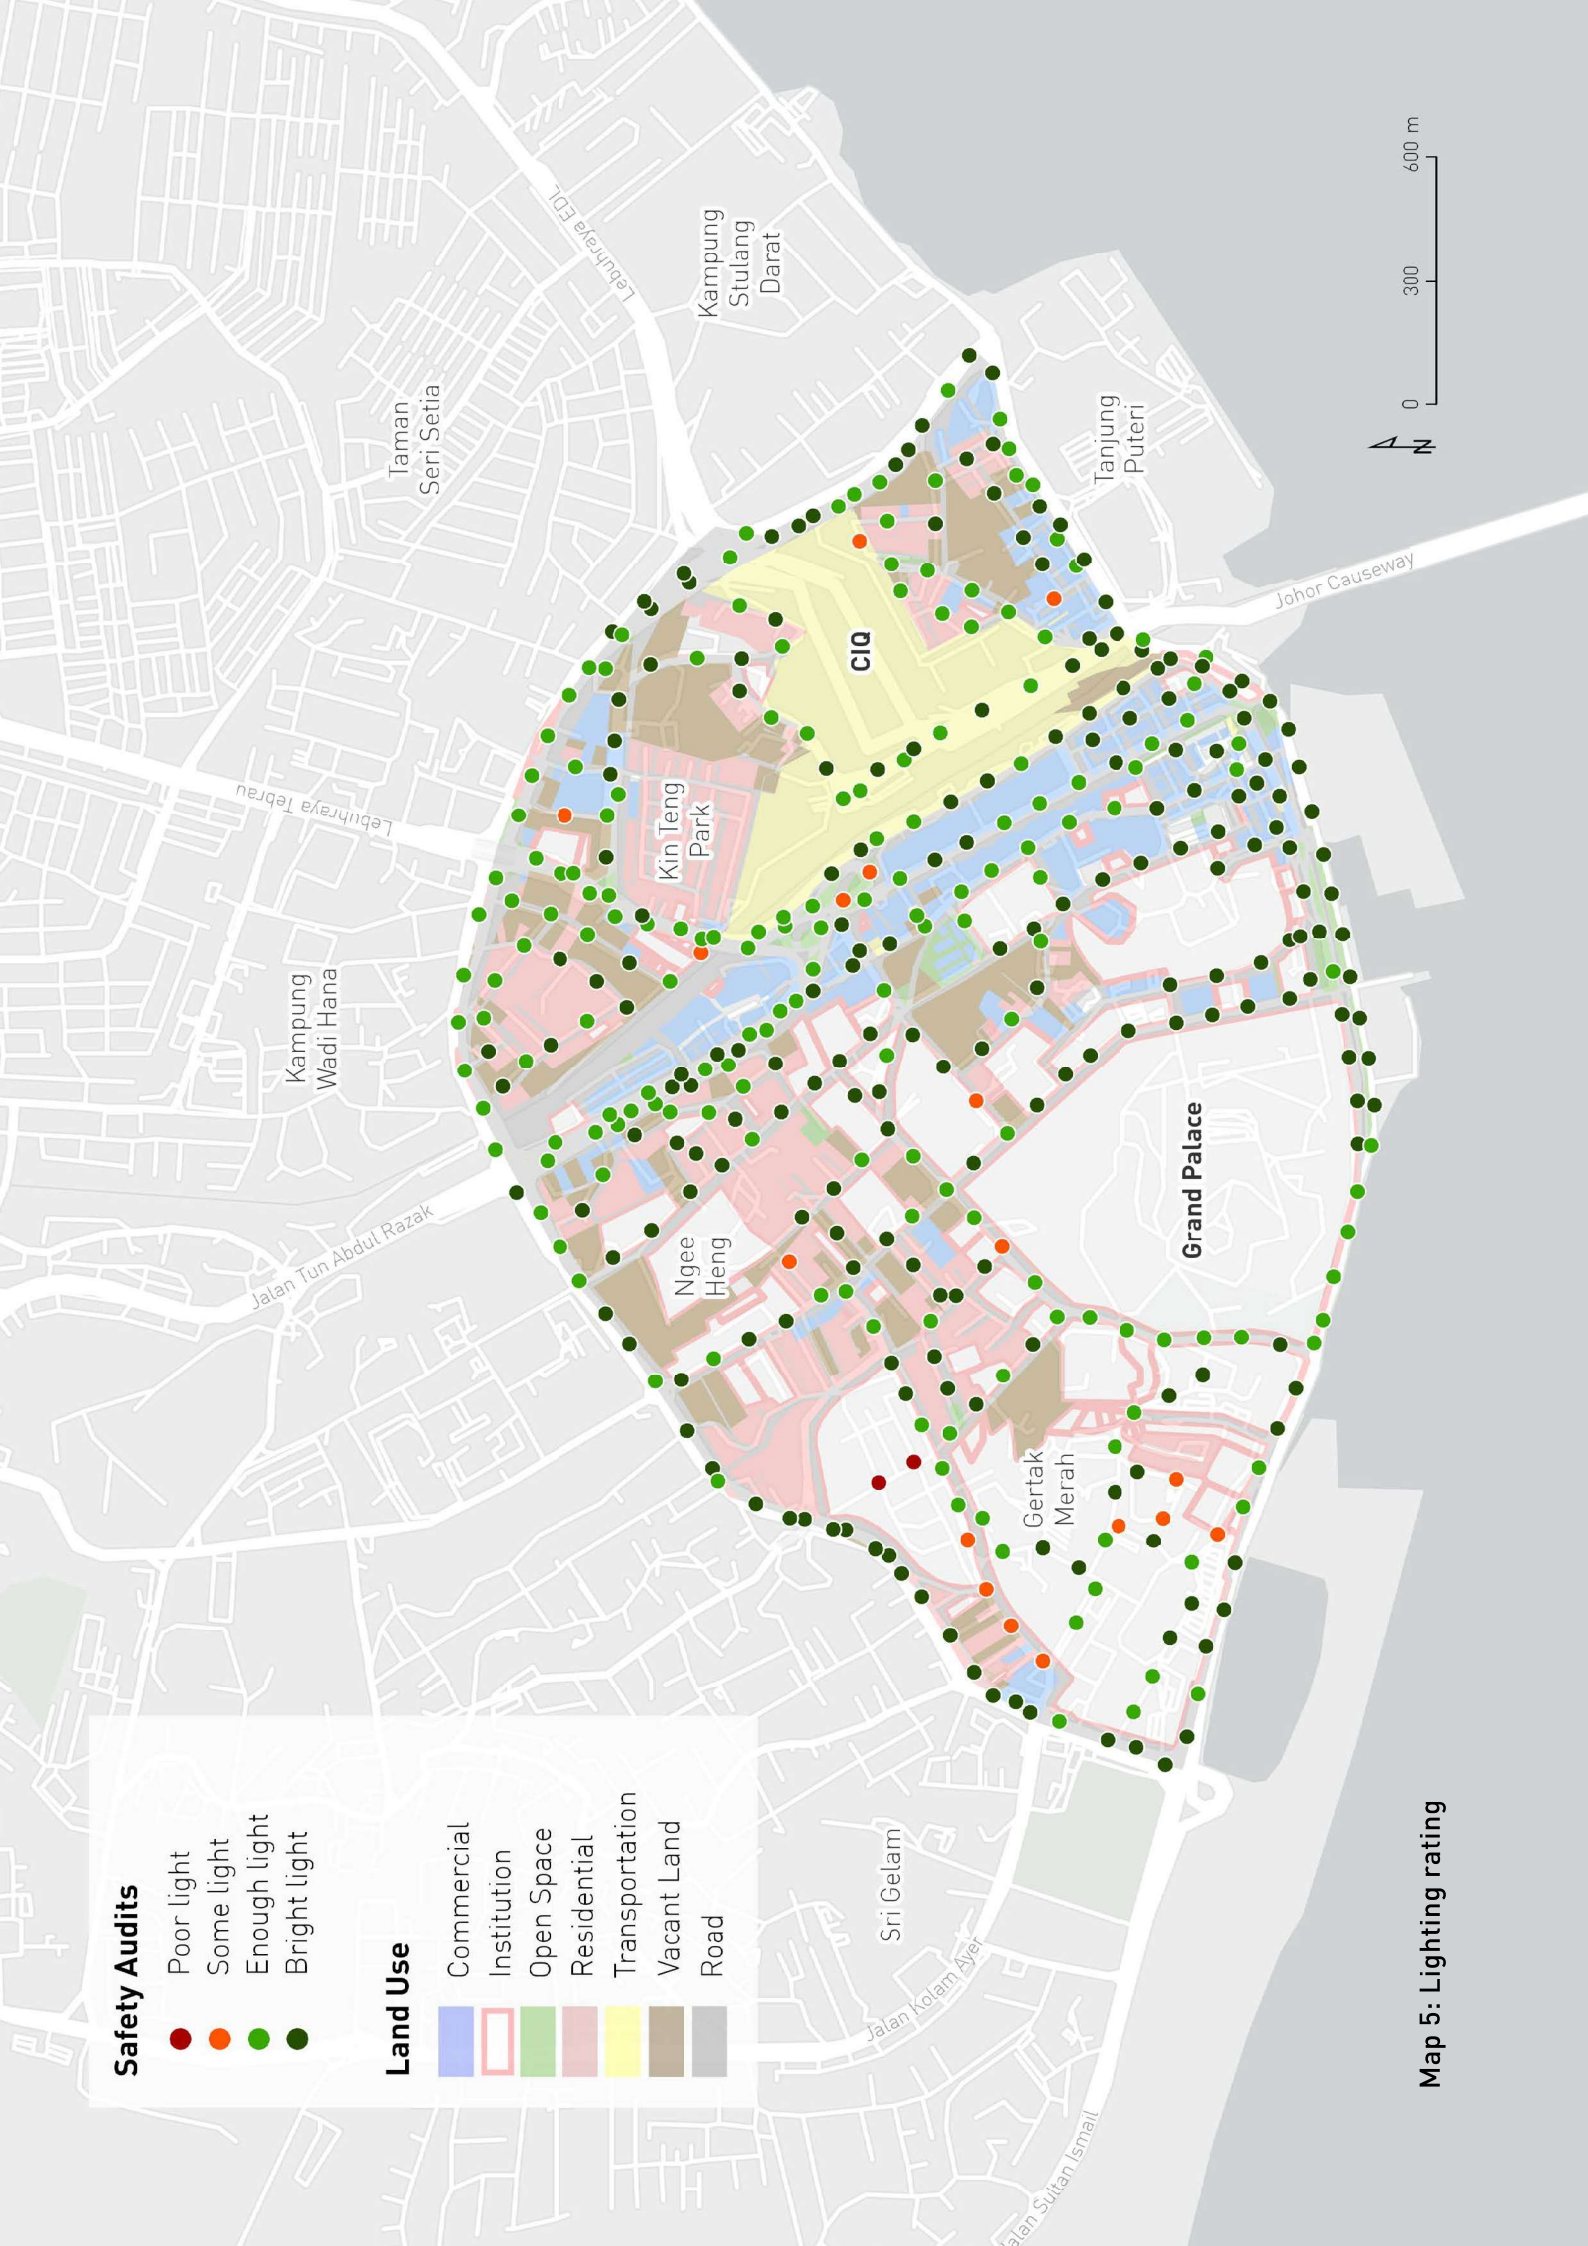 Safety Audits
Poor light
Some light
Enough light
Bright light
Land Use
Commercial
Institution
Open Space
Residential
Transportation
Vacant Land
Road
Jalan Tun Abdul Razak
Lebuhraya Tebrau
Lebuhraya EDL
Kampung
Wadi Hana
Taman
Seri Setia
Kampung
Stulang
Darat
Kin Teng
Park
Ngee
Heng
CIQ
Sri Gelam
Jalan Kolam Ayer
Gertak
Merah
Grand Palace
Tanjung
Puteri
Johor Causeway
Jalan Sultan Ismail
Map 5: Lighting rating
N
0 300 600 m